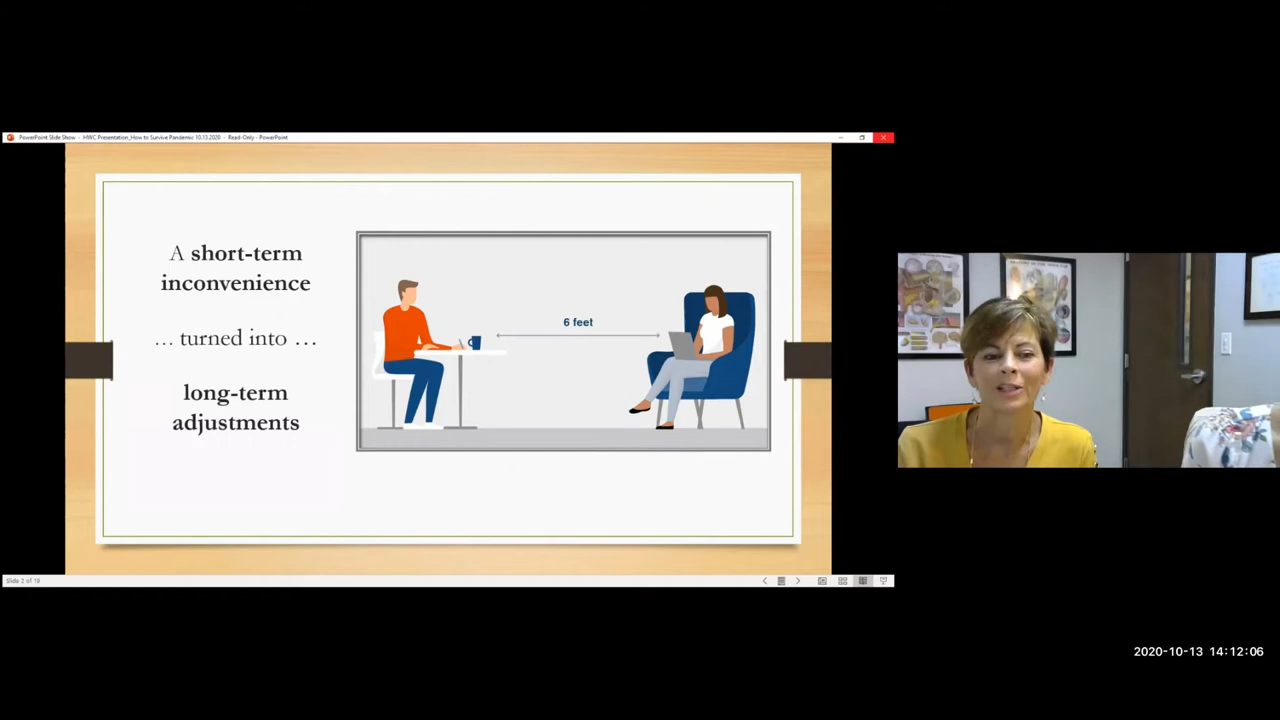 PowerPoint Slide Show - HWC Presentation_How to Survive Pandemic 10.13.2020 - Read-Only - PowerPoint
A short-term
inconvenience
... turned into ...
long-term
adjustments
6 feet
Slide 2 of 19
2020-10-13 14:12:06